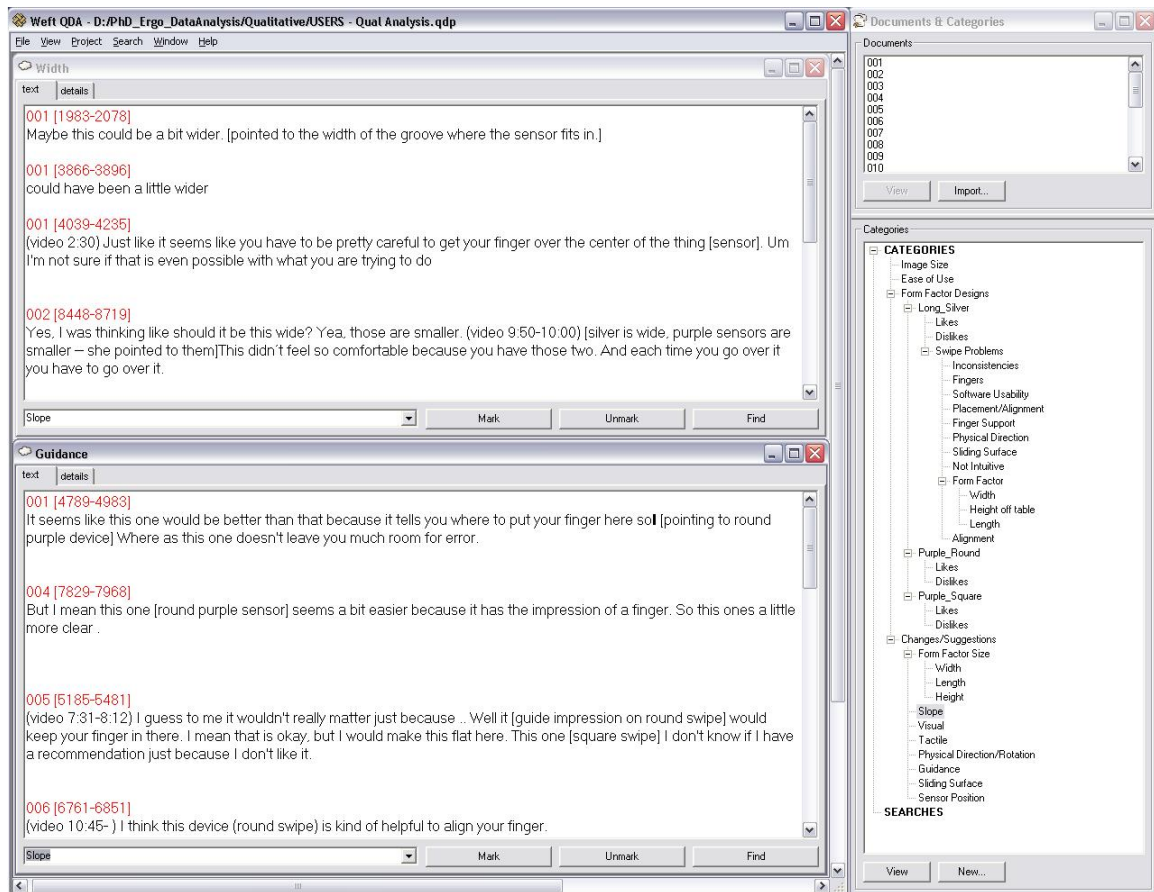 Weft QDA - D:/PhD_Ergo_DataAnalysis/Qualitative/USERS - Qual Analysis.qdp
File View Project Search Window Help
Width
text details
001 [1983-2078]
Maybe this could be a bit wider. [pointed to the width of the groove where the sensor fits in.]
001 [3866-3896]
could have been a little wider
001 [4039-4235]
(video 2:30) Just like it seems like you have to be pretty careful to get your finger over the center of the thing [sensor]. Um
I'm not sure if that is even possible with what you are trying to do
002 [8448-8719]
Yes, I was thinking like should it be this wide? Yea, those are smaller. (video 9:50-10:00) [silver is wide, purple sensors are
smaller – she pointed to them]This didn´t feel so comfortable because you have those two. And each time you go over it
you have to go over it.
Slope Mark Unmark Find
Guidance
text details
001 [4789-4983]
It seems like this one would be better than that because it tells you where to put your finger here so [pointing to round
purple device] Where as this one doesn't leave you much room for error.
004 [7829-7968]
But I mean this one [round purple sensor] seems a bit easier because it has the impression of a finger. So this ones a little
more clear .
005 [5185-5481]
(video 7:31-8:12) I guess to me it wouldn't really matter just because .. Well it [guide impression on round swipe] would
keep your finger in there. I mean that is okay, but I would make this flat here. This one [square swipe] I don't know if I have
a recommendation just because I don't like it.
006 [6761-6851]
(video 10:45- ) I think this device (round swipe) is kind of helpful to align your finger.
Slope Mark Unmark Find
Documents & Categories
Documents
001
002
003
004
005
006
007
008
009
010
View Import...
Categories
CATEGORIES
Image Size
Ease of Use
Form Factor Designs
Long_Silver
Likes
Dislikes
Swipe Problems
Inconsistencies
Fingers
Software Usability
Placement/Alignment
Finger Support
Physical Direction
Sliding Surface
Not Intuitive
Form Factor
Width
Height off table
Length
Alignment
Purple_Round
Likes
Dislikes
Purple_Square
Likes
Dislikes
Changes/Suggestions
Form Factor Size
Width
Length
Height
Slope
Visual
Tactile
Physical Direction/Rotation
Guidance
Sliding Surface
Sensor Position
SEARCHES
View New...